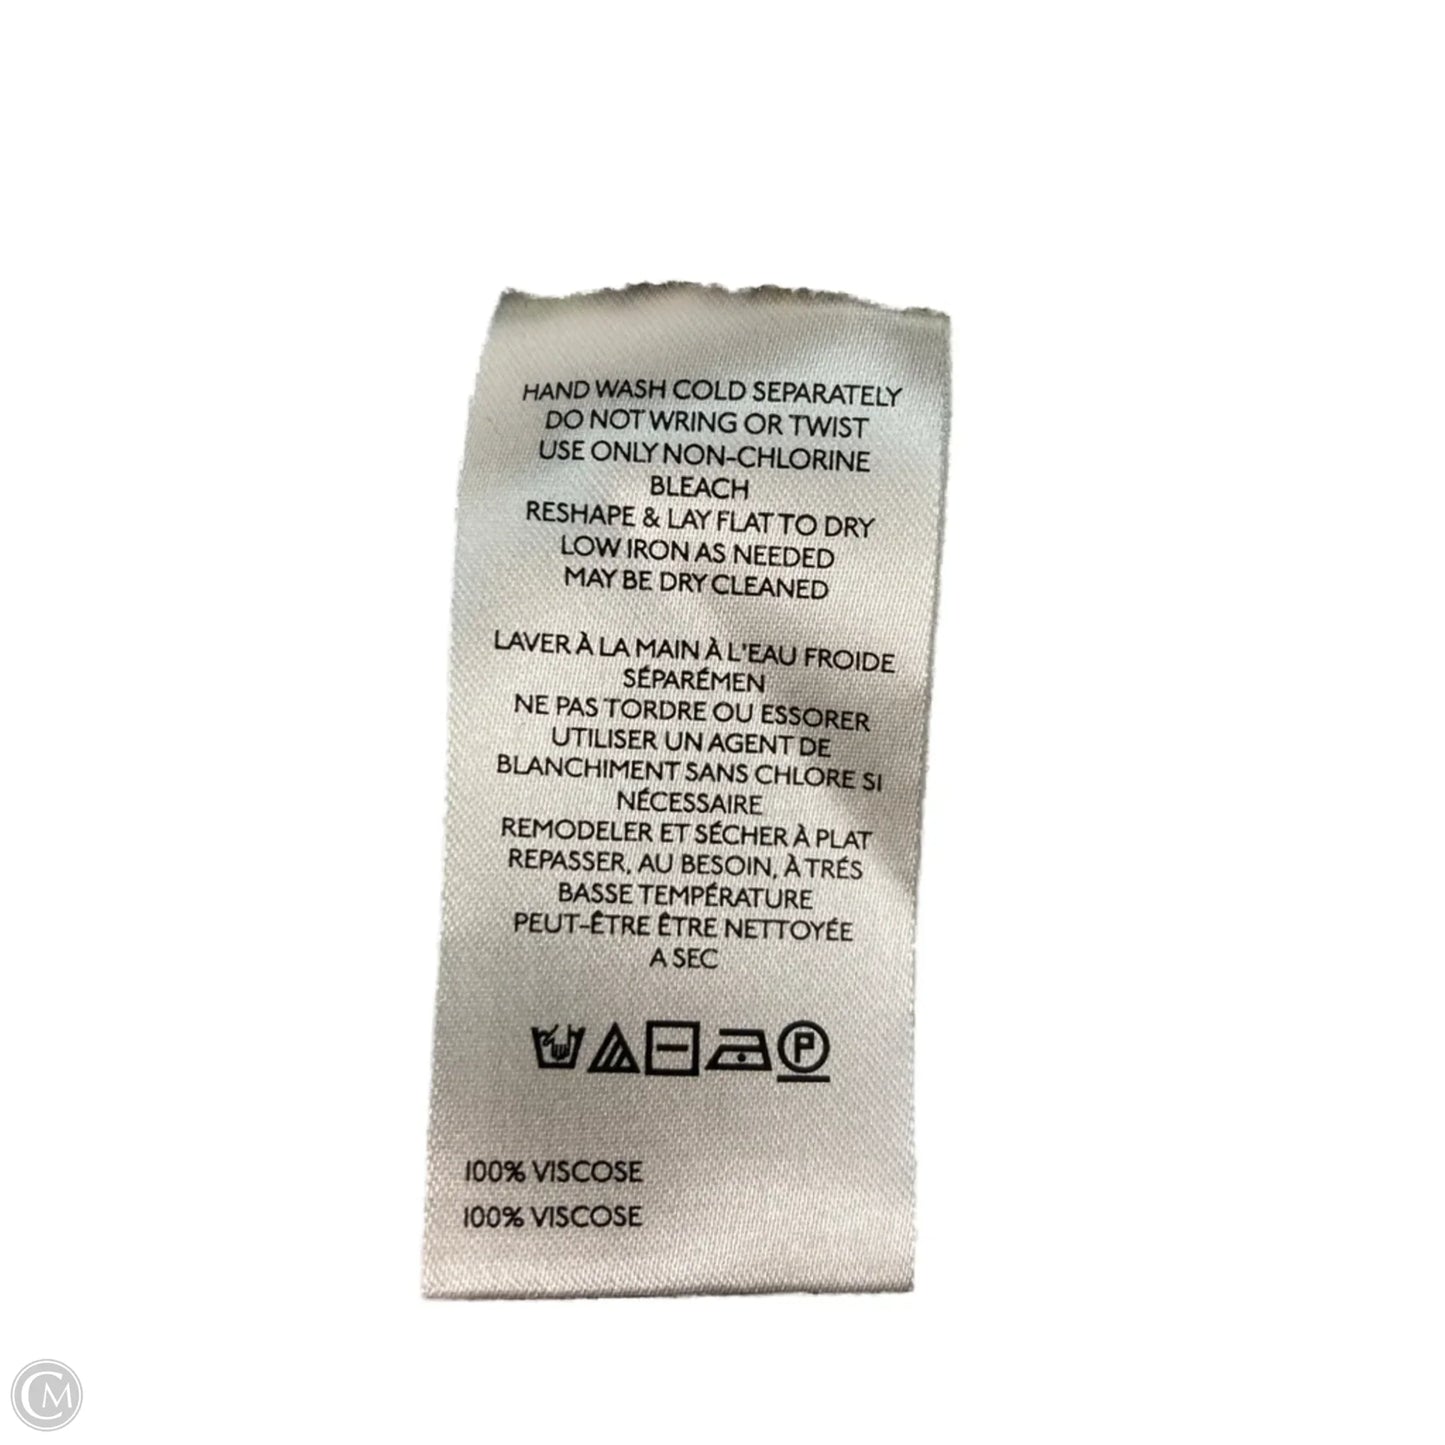 HAND WASH COLD SEPARATELY
DO NOT WRING OR TWIST
USE ONLY NON-CHLORINE
BLEACH
RESHAPE & LAY FLAT TO DRY
LOW IRON AS NEEDED
MAY BE DRY CLEANED
LAVER À LA MAIN À L'EAU FROIDE
SÉPARÉMEN
NE PAS TORDRE OU ESSORER
UTILISER UN AGENT DE
BLANCHIMENT SANS CHLORE SI
NÉCESSAIRE
REMODELER ET SÉCHER À PLAT
REPASSER, AU BESOIN, À TRÉS
BASSE TEMPÉRATURE
PEUT-ÊTRE ÊTRE NETTOYÉE
A SEC
P
100% VISCOSE
100% VISCOSE
CM